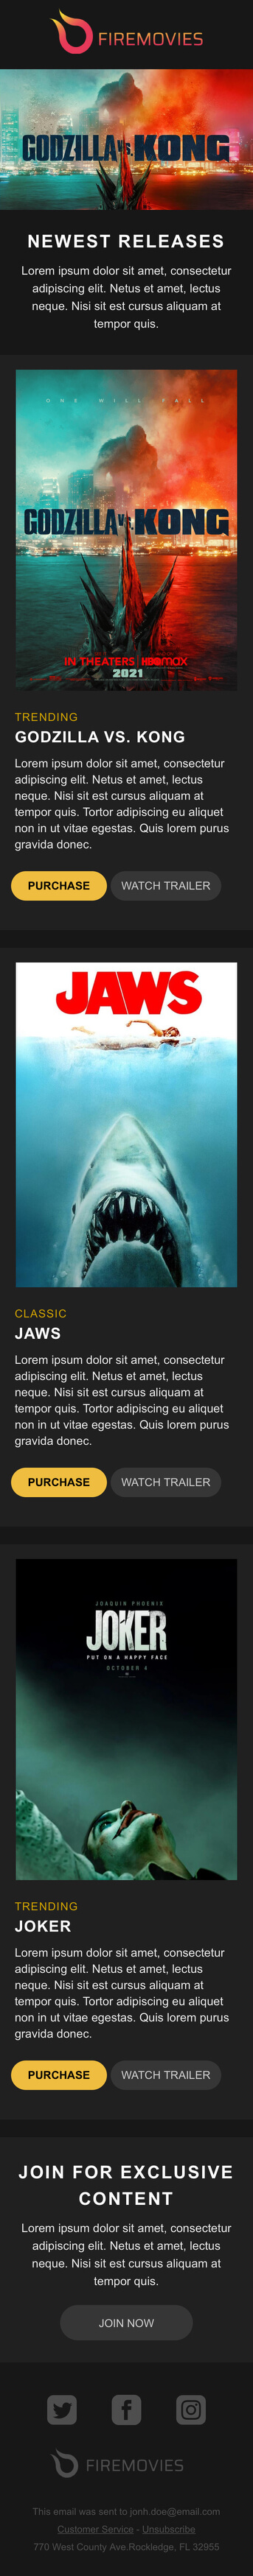 FIREMOVIES
GODZILLA VS. KONG
NEWEST RELEASES
Lorem ipsum dolor sit amet, consectetur
adipiscing elit. Netus et amet, lectus
neque. Nisi sit est cursus aliquam at
tempor quis.
ONE WILL FALL
GODZILLA VS. KONG
IN THEATERS HBOMAX
2021
TRENDING
GODZILLA VS. KONG
Lorem ipsum dolor sit amet, consectetur
adipiscing elit. Netus et amet, lectus
neque. Nisi sit est cursus aliquam at
tempor quis. Tortor adipiscing eu aliquet
non in ut vitae egestas. Quis lorem purus
gravida donec.
PURCHASE WATCH TRAILER
JAWS
CLASSIC
JAWS
Lorem ipsum dolor sit amet, consectetur
adipiscing elit. Netus et amet, lectus
neque. Nisi sit est cursus aliquam at
tempor quis. Tortor adipiscing eu aliquet
non in ut vitae egestas. Quis lorem purus
gravida donec.
PURCHASE WATCH TRAILER
JOAQUIN PHOENIX
JOKER
PUT ON A HAPPY FACE
OCTOBER 4
TRENDING
JOKER
Lorem ipsum dolor sit amet, consectetur
adipiscing elit. Netus et amet, lectus
neque. Nisi sit est cursus aliquam at
tempor quis. Tortor adipiscing eu aliquet
non in ut vitae egestas. Quis lorem purus
gravida donec.
PURCHASE WATCH TRAILER
JOIN FOR EXCLUSIVE
CONTENT
Lorem ipsum dolor sit amet, consectetur
adipiscing elit. Netus et amet, lectus
neque. Nisi sit est cursus aliquam at
tempor quis.
JOIN NOW
FIREMOVIES
This email was sent to jonh.doe@email.com
Customer Service - Unsubscribe
770 West County Ave.Rockledge, FL 32955